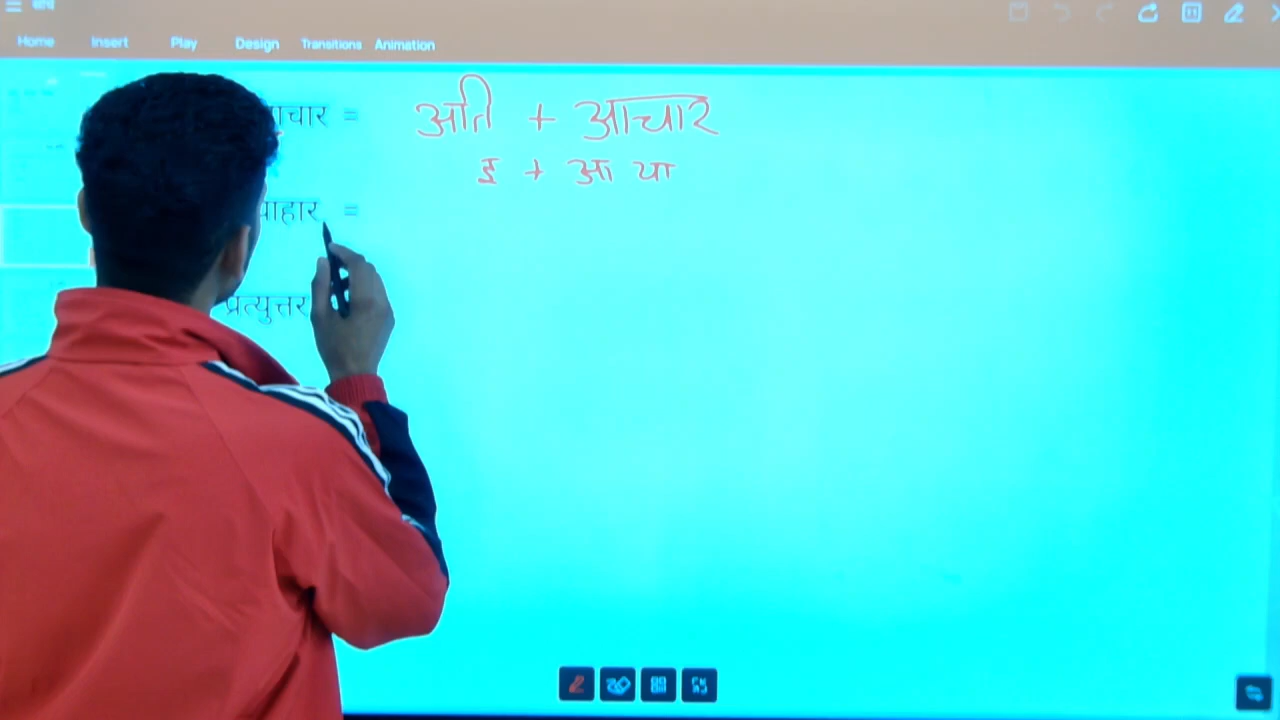 Home Insert Play Design Transitions Animation
ाचार = अति + आचार
इ + आ या
याहार =
प्रत्युत्तर